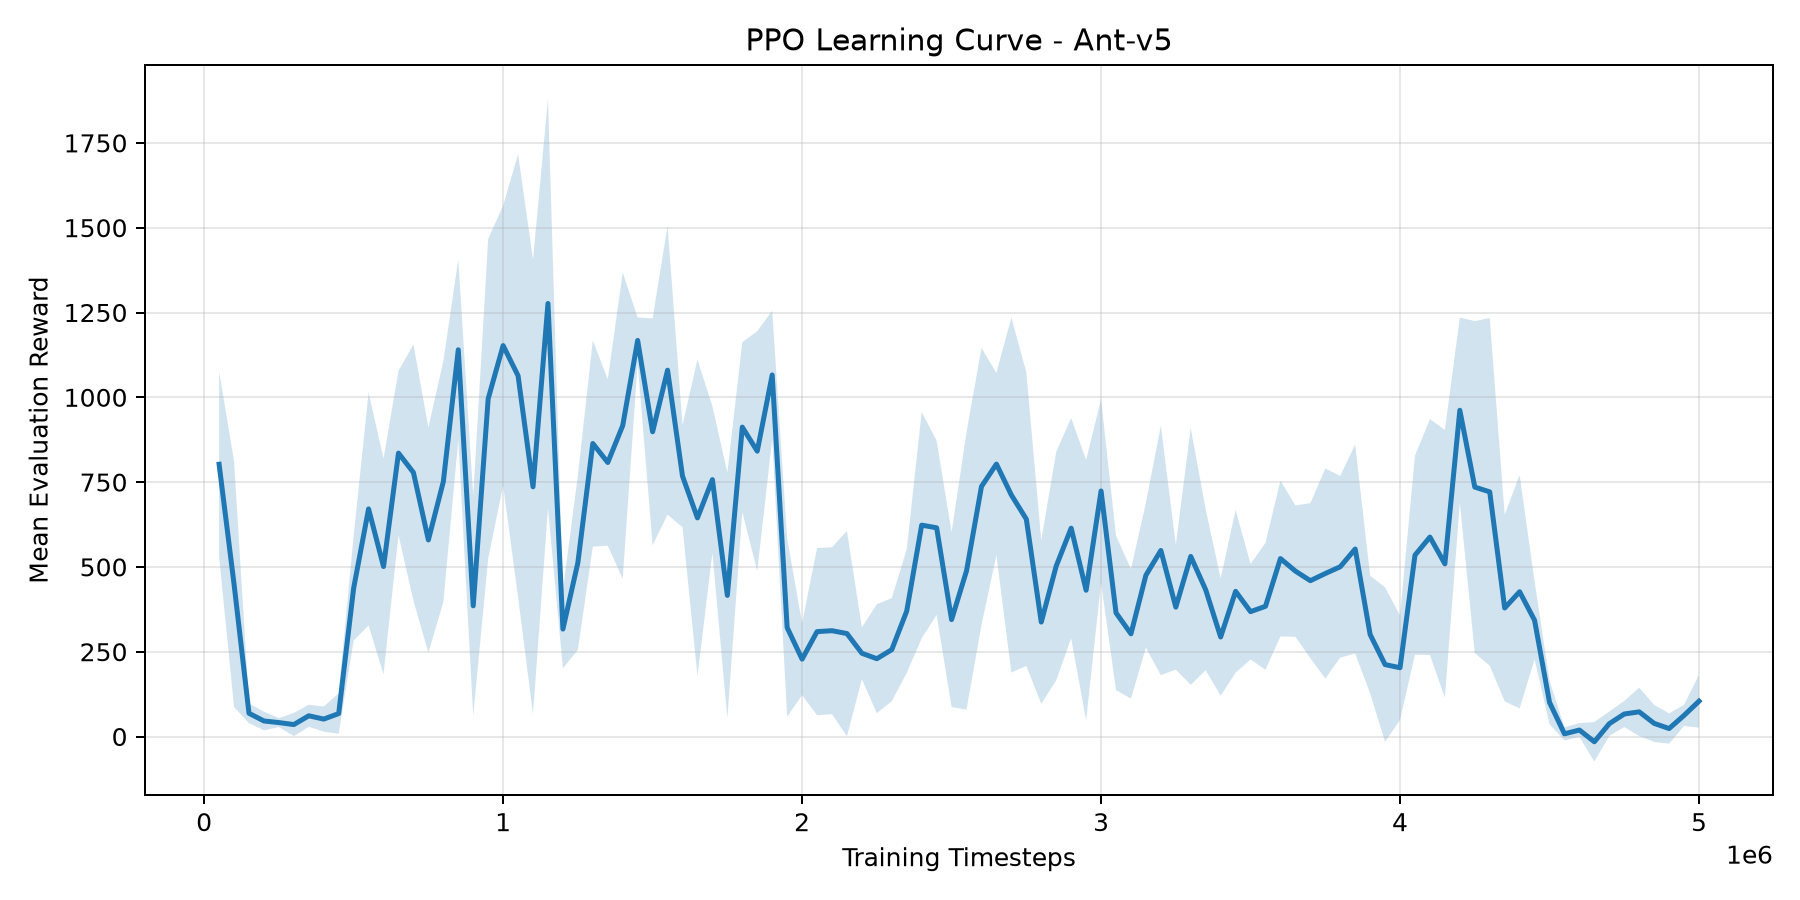 PPO Learning Curve - Ant-v5
Mean Evaluation Reward
1750
1500
1250
1000
750
500
250
0
0 1 2 3 4 5
1e6
Training Timesteps